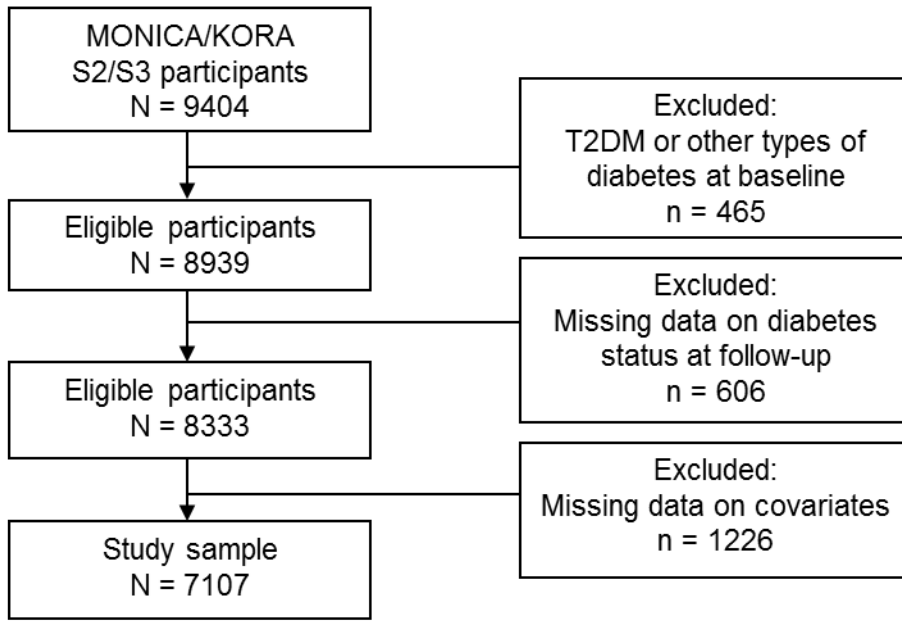 MONICA/KORA
S2/S3 participants
N = 9404
Excluded:
T2DM or other types of
diabetes at baseline
n = 465
Eligible participants
N = 8939
Excluded:
Missing data on diabetes
status at follow-up
n = 606
Eligible participants
N = 8333
Excluded:
Missing data on covariates
n = 1226
Study sample
N = 7107